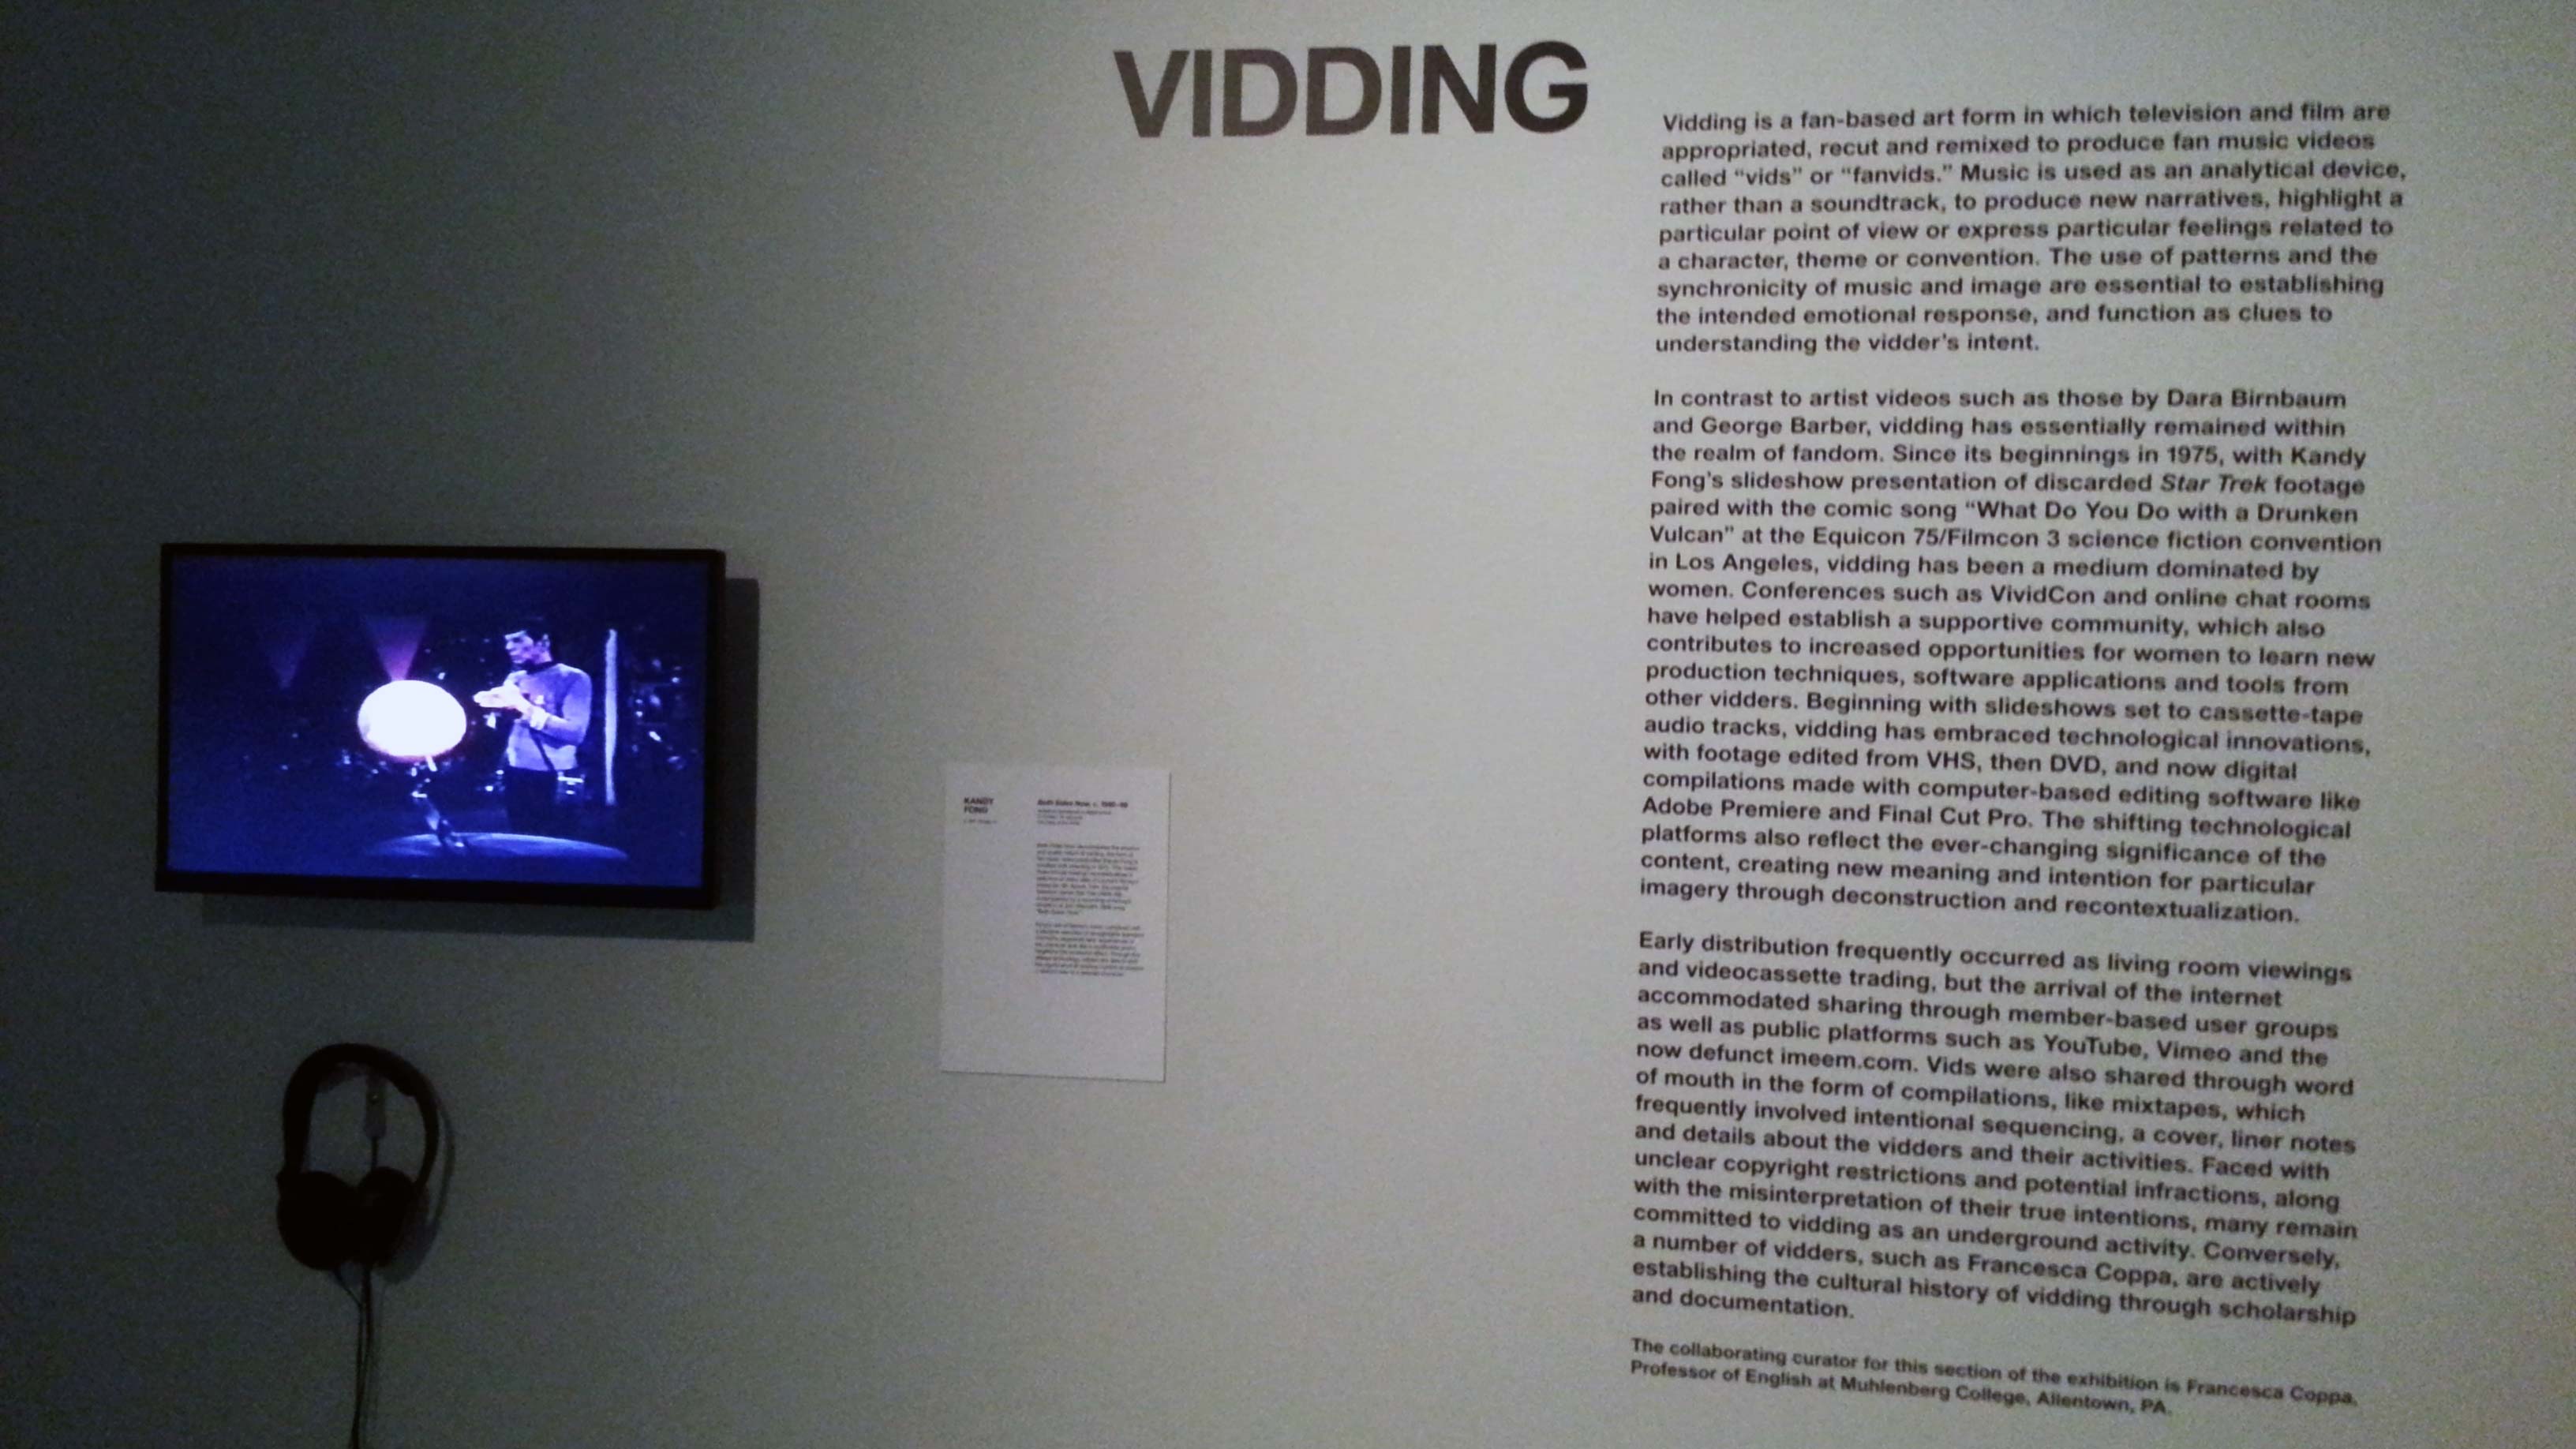 VIDDING
Vidding is a fan-based art form in which television and film are
appropriated, recut and remixed to produce fan music videos
called “vids” or “fanvids.” Music is used as an analytical device,
rather than a soundtrack, to produce new narratives, highlight a
particular point of view or express particular feelings related to
a character, theme or convention. The use of patterns and the
synchronicity of music and image are essential to establishing
the intended emotional response, and function as clues to
understanding the vidder’s intent.
In contrast to artist videos such as those by Dara Birnbaum
and George Barber, vidding has essentially remained within
the realm of fandom. Since its beginnings in 1975, with Kandy
Fong’s slideshow presentation of discarded Star Trek footage
paired with the comic song “What Do You Do with a Drunken
Vulcan” at the Equicon 75/Filmcon 3 science fiction convention
in Los Angeles, vidding has been a medium dominated by
women. Conferences such as VividCon and online chat rooms
have helped establish a supportive community, which also
contributes to increased opportunities for women to learn new
production techniques, software applications and tools from
other vidders. Beginning with slideshows set to cassette-tape
audio tracks, vidding has embraced technological innovations,
with footage edited from VHS, then DVD, and now digital
compilations made with computer-based editing software like
Adobe Premiere and Final Cut Pro. The shifting technological
platforms also reflect the ever-changing significance of the
content, creating new meaning and intention for particular
imagery through deconstruction and recontextualization.
Early distribution frequently occurred as living room viewings
and videocassette trading, but the arrival of the internet
accommodated sharing through member-based user groups
as well as public platforms such as YouTube, Vimeo and the
now defunct imeem.com. Vids were also shared through word
of mouth in the form of compilations, like mixtapes, which
frequently involved intentional sequencing, a cover, liner notes
and details about the vidders and their activities. Faced with
unclear copyright restrictions and potential infractions, along
with the misinterpretation of their true intentions, many remain
committed to vidding as an underground activity. Conversely,
a number of vidders, such as Francesca Coppa, are actively
establishing the cultural history of vidding through scholarship
and documentation.
The collaborating curator for this section of the exhibition is Francesca Coppa,
Professor of English at Muhlenberg College, Allentown, PA.
KANDY
FONG
Both Sides Now